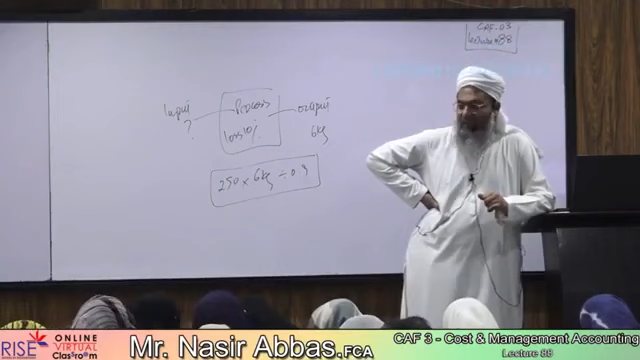 CAF-03
Lecture # 88
Input
?
Process
loss 10%
output
6kg
250 × 6kg ÷ 0.9
RISE
ONLINE
VIRTUAL
Classroom
Mr. Nasir Abbas.FCA
CAF 3 - Cost & Management Accounting
Lecture 88